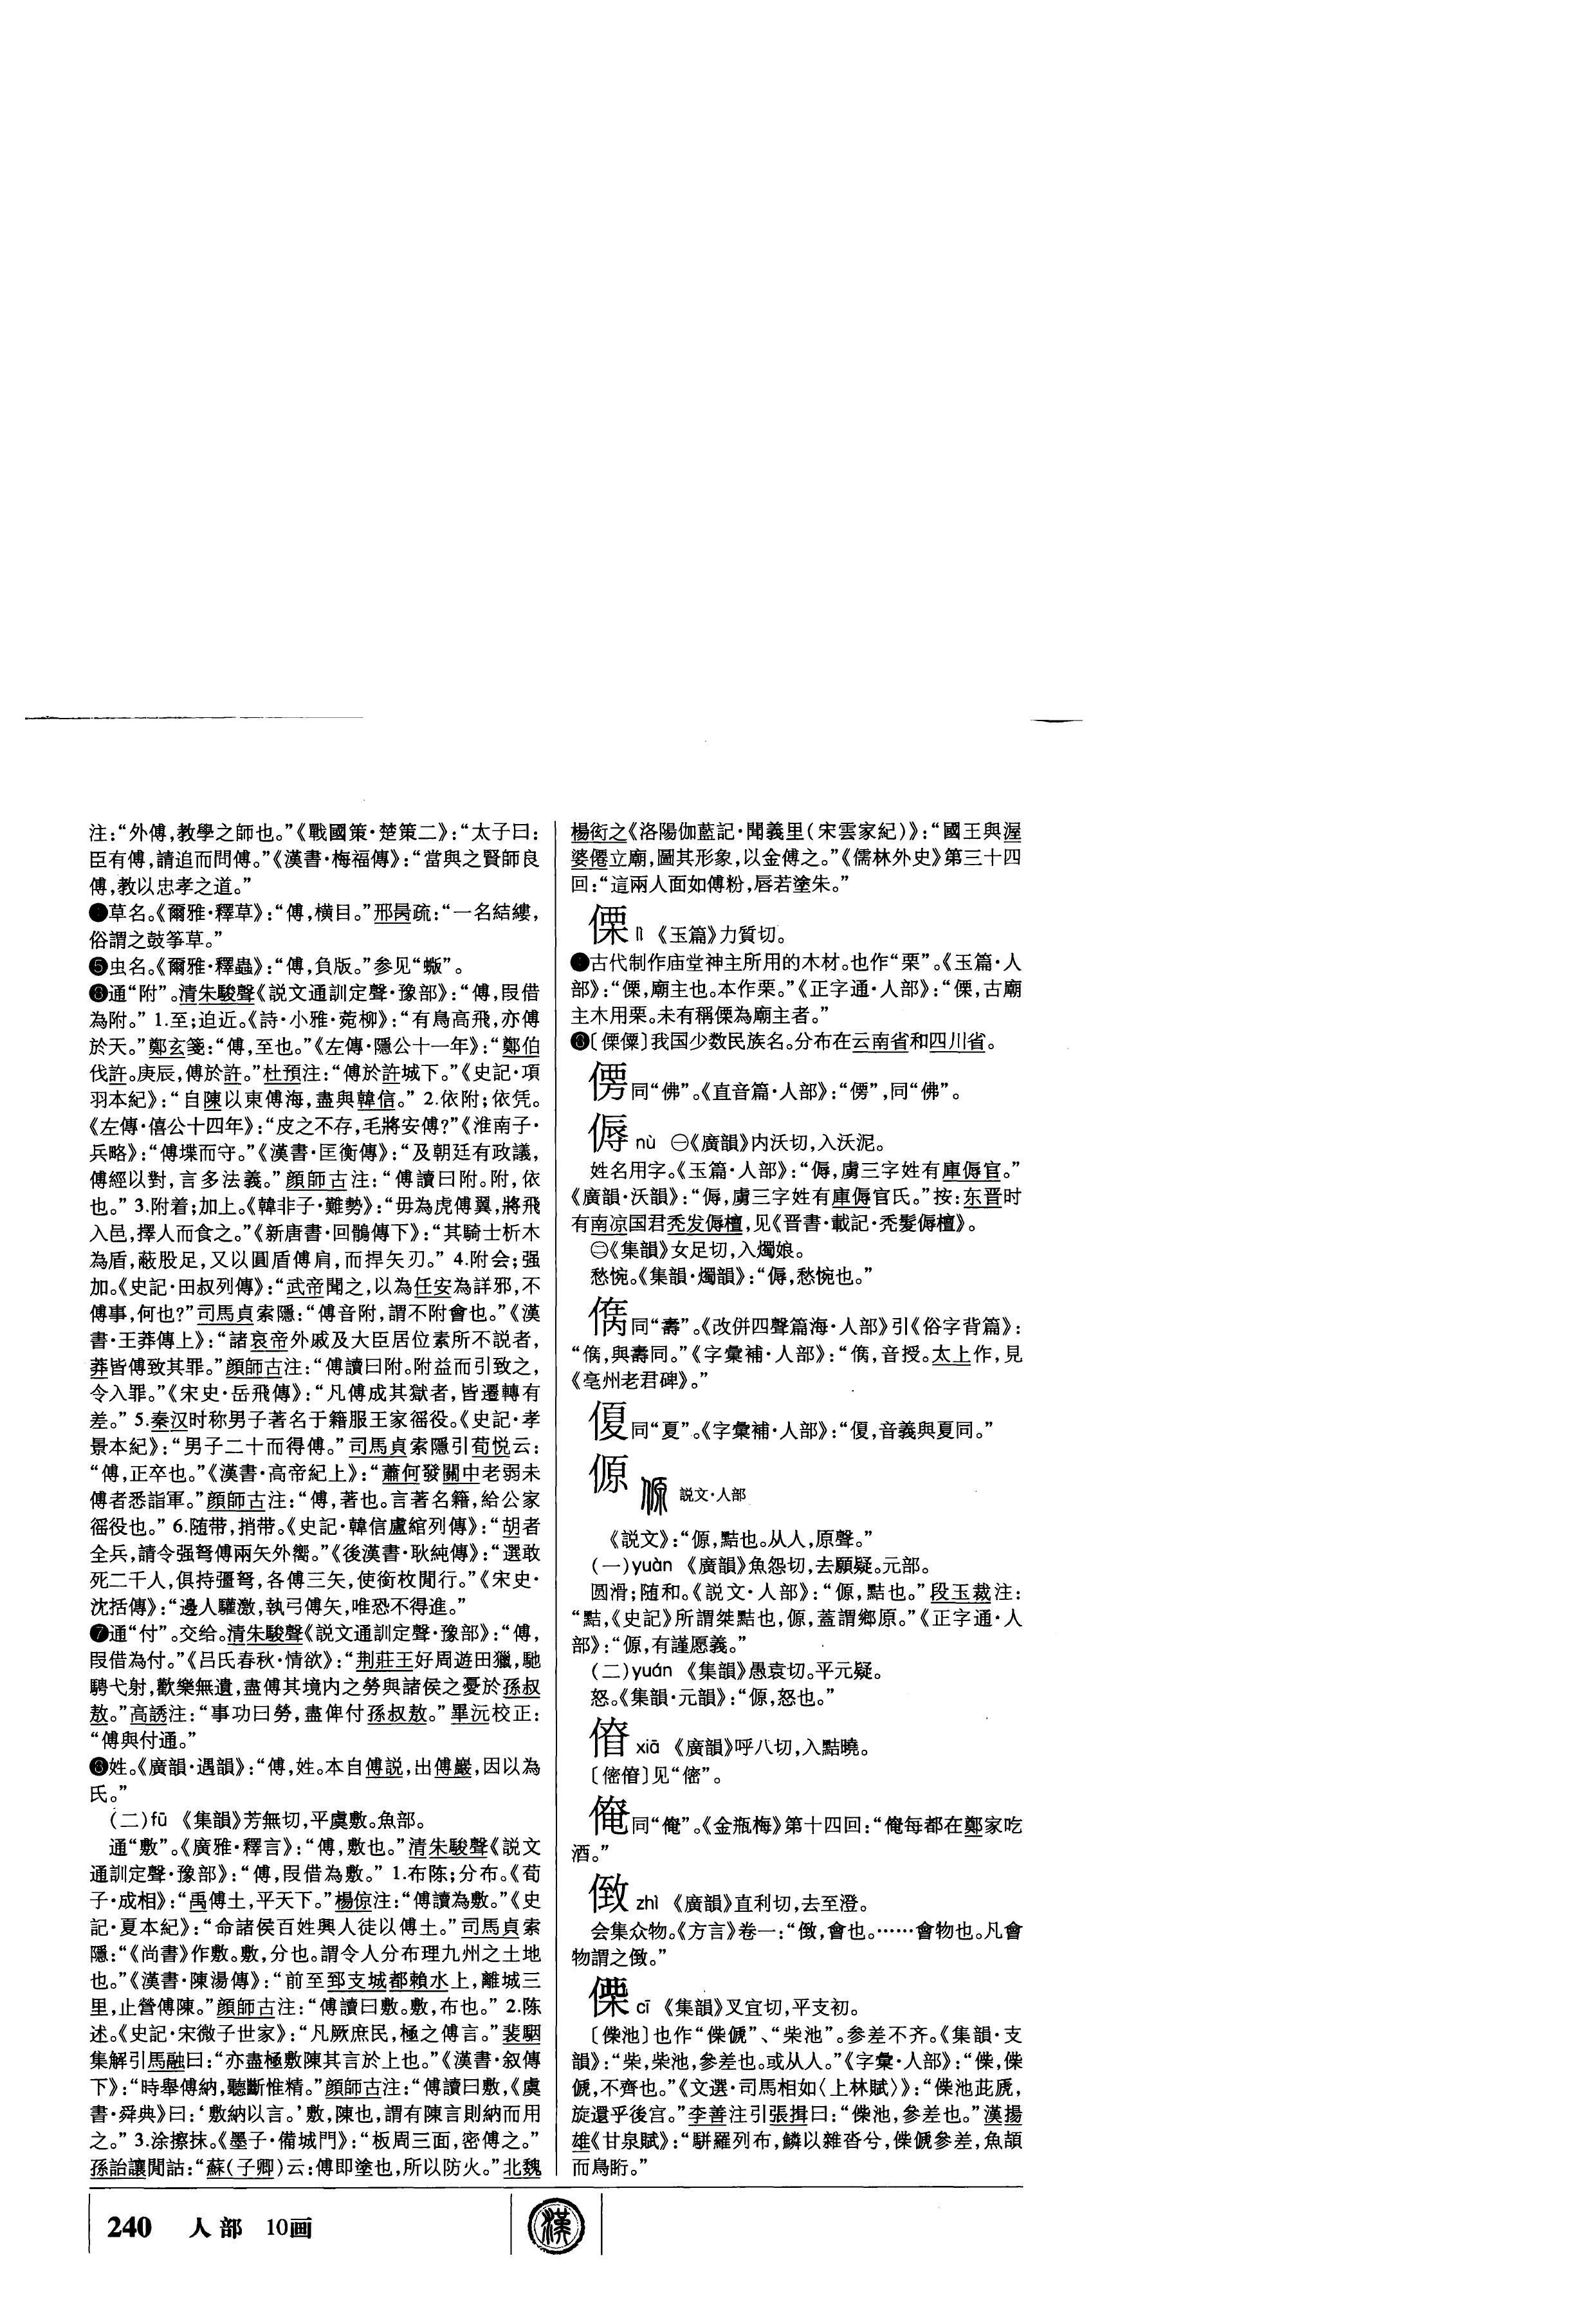 注：“外傅，教學之師也。”《戰國策·楚策二》：“太子曰：
臣有傅，請追而問傅。”《漢書·梅福傳》：“當與之賢師良
傅，教以忠孝之道。”
❹草名。《爾雅·釋草》：“傅，横目。”邢昺疏：“一名結縷，
俗謂之鼓筝草。”
❺虫名。《爾雅·釋蟲》：“傅，負版。”参见“蝂”。
❻通“附”。清朱駿聲《説文通訓定聲·豫部》：“傅，叚借
為附。” 1.至；迫近。《詩·小雅·菀柳》：“有鳥高飛，亦傅
於天。”鄭玄箋：“傅，至也。”《左傳·隱公十一年》：“鄭伯
伐許。庚辰，傅於許。”杜預注：“傅於許城下。”《史記·項
羽本紀》：“自陳以東傅海，盡與韓信。” 2.依附；依凭。
《左傳·僖公十四年》：“皮之不存，毛將安傅？”《淮南子·
兵略》：“傅堞而守。”《漢書·匡衡傳》：“及朝廷有政議，
傅經以對，言多法義。”顔師古注：“傅讀曰附。附，依
也。” 3.附着；加上。《韓非子·難勢》：“毋為虎傅翼，將飛
入邑，擇人而食之。”《新唐書·回鶻傳下》：“其騎士析木
為盾，蔽股足，又以圓盾傅肩，而捍矢刃。” 4.附会；强
加。《史記·田叔列傳》：“武帝聞之，以為任安為詳邪，不
傅事，何也？”司馬貞索隱：“傅音附，謂不附會也。”《漢
書·王莽傳上》：“諸哀帝外戚及大臣居位素所不説者，
莽皆傅致其罪。”顔師古注：“傅讀曰附。附益而引致之，
令入罪。”《宋史·岳飛傳》：“凡傅成其獄者，皆遷轉有
差。” 5.秦汉时称男子著名于籍服王家徭役。《史記·孝
景本紀》：“男子二十而得傅。”司馬貞索隱引荀悦云：
“傅，正卒也。”《漢書·高帝紀上》：“蕭何發關中老弱未
傅者悉詣軍。”顔師古注：“傅，著也。言著名籍，給公家
徭役也。” 6.随带，捎带。《史記·韓信盧綰列傳》：“胡者
全兵，請令强弩傅兩矢外嚮。”《後漢書·耿純傳》：“選敢
死二千人，俱持彊弩，各傅三矢，使銜枚閒行。”《宋史·
沈括傳》：“邊人驩激，執弓傅矢，唯恐不得進。”
❼通“付”。交给。清朱駿聲《説文通訓定聲·豫部》：“傅，
叚借為付。”《吕氏春秋·情欲》：“荆莊王好周遊田獵，馳
騁弋射，歡樂無遺，盡傅其境内之勞與諸侯之憂於孫叔
敖。”高誘注：“事功曰勞，盡俾付孫叔敖。”畢沅校正：
“傅與付通。”
❽姓。《廣韻·遇韻》：“傅，姓。本自傅説，出傅巖，因以為
氏。”
（二）fū 《集韻》芳無切，平虞敷。魚部。
通“敷”。《廣雅·釋言》：“傅，敷也。”清朱駿聲《説文
通訓定聲·豫部》：“傅，叚借為敷。” 1.布陈；分布。《荀
子·成相》：“禹傅土，平天下。”楊倞注：“傅讀為敷。”《史
記·夏本紀》：“命諸侯百姓興人徒以傅土。”司馬貞索
隱：“《尚書》作敷。敷，分也。謂令人分布理九州之土地
也。”《漢書·陳湯傳》：“前至郅支城都賴水上，離城三
里，止營傅陳。”顔師古注：“傅讀曰敷。敷，布也。” 2.陈
述。《史記·宋微子世家》：“凡厥庶民，極之傅言。”裴駰
集解引馬融曰：“亦盡極敷陳其言於上也。”《漢書·叙傳
下》：“時舉傅納，聽斷惟精。”顔師古注：“傅讀曰敷，《虞
書·舜典》曰：‘敷納以言。’敷，陳也，謂有陳言則納而用
之。” 3.涂擦抹。《墨子·備城門》：“板周三面，密傅之。”
孫詒讓閒詁：“蘇（子卿）云：傅即塗也，所以防火。”北魏
楊衒之《洛陽伽藍記·聞義里（宋雲家紀）》：“國王與渥
婆僊立廟，圖其形象，以金傅之。”《儒林外史》第三十四
回：“這兩人面如傅粉，唇若塗朱。”
傈 lì 《玉篇》力質切。
❶古代制作庙堂神主所用的木材。也作“栗”。《玉篇·人
部》：“傈，廟主也。本作栗。”《正字通·人部》：“傈，古廟
主木用栗。未有稱傈為廟主者。”
❷〔傈僳〕我国少数民族名。分布在云南省和四川省。
㑻同“佛”。《直音篇·人部》：“㑻”，同“佛”。
傉 nù ㊀《廣韻》内沃切，入沃泥。
姓名用字。《玉篇·人部》：“傉，虜三字姓有庫傉官。”
《廣韻·沃韻》：“傉，虜三字姓有庫傉官氏。”按：东晋时
有南凉国君秃发傉檀，见《晋書·載記·秃髮傉檀》。
㊁《集韻》女足切，入燭娘。
愁惋。《集韻·燭韻》：“傉，愁惋也。”
同“壽”。《改併四聲篇海·人部》引《俗字背篇》：
“，與壽同。”《字彙補·人部》：“，音授。太上作，見
《亳州老君碑》。”
㑾同“夏”。《字彙補·人部》：“㑾，音義與夏同。”
傆 説文·人部
《説文》：“傆，黠也。从人，原聲。”
（一）yuàn 《廣韻》魚怨切，去願疑。元部。
圆滑；随和。《説文·人部》：“傆，黠也。”段玉裁注：
“黠，《史記》所謂桀黠也，傆，蓋謂鄉原。”《正字通·人
部》：“傆，有謹愿義。”
（二）yuán 《集韻》愚袁切。平元疑。
怒。《集韻·元韻》：“傆，怒也。”
xiā 《廣韻》呼八切，入黠曉。
同“俺”。《金瓶梅》第十四回：“俺每都在鄭家吃
酒。”
㨖 zhì 《廣韻》直利切，去至澄。
会集众物。《方言》卷一：“，會也。……會物也。凡會
物謂之。”
傑 cī 《集韻》叉宜切，平支初。
〔偨池〕也作“偨傂”、“柴池”。参差不齐。《集韻·支
韻》：“柴，柴池，參差也。或从人。”《字彙·人部》：“偨，偨
傂，不齊也。”《文選·司馬相如〈上林賦〉》：“偨池茈虒，
旋還乎後宫。”李善注引張揖曰：“偨池，參差也。”漢揚
雄《甘泉賦》：“駢羅列布，鱗以雜沓兮，偨傂參差，魚頡
而鳥䀪。”
240 人部 10画
漢